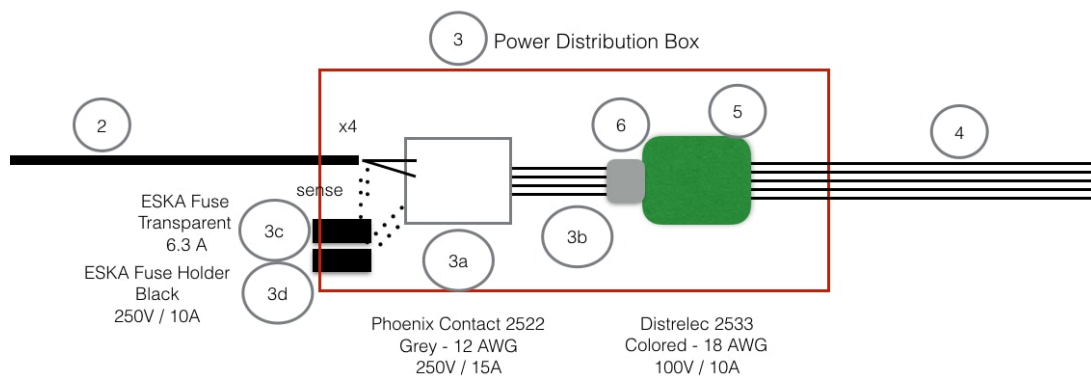 3 Power Distribution Box
2
x4
6
5
4
sense
ESKA Fuse
Transparent
6.3 A
3c
3b
3a
ESKA Fuse Holder
Black
250V / 10A
3d
Phoenix Contact 2522
Grey - 12 AWG
250V / 15A
Distrelec 2533
Colored - 18 AWG
100V / 10A